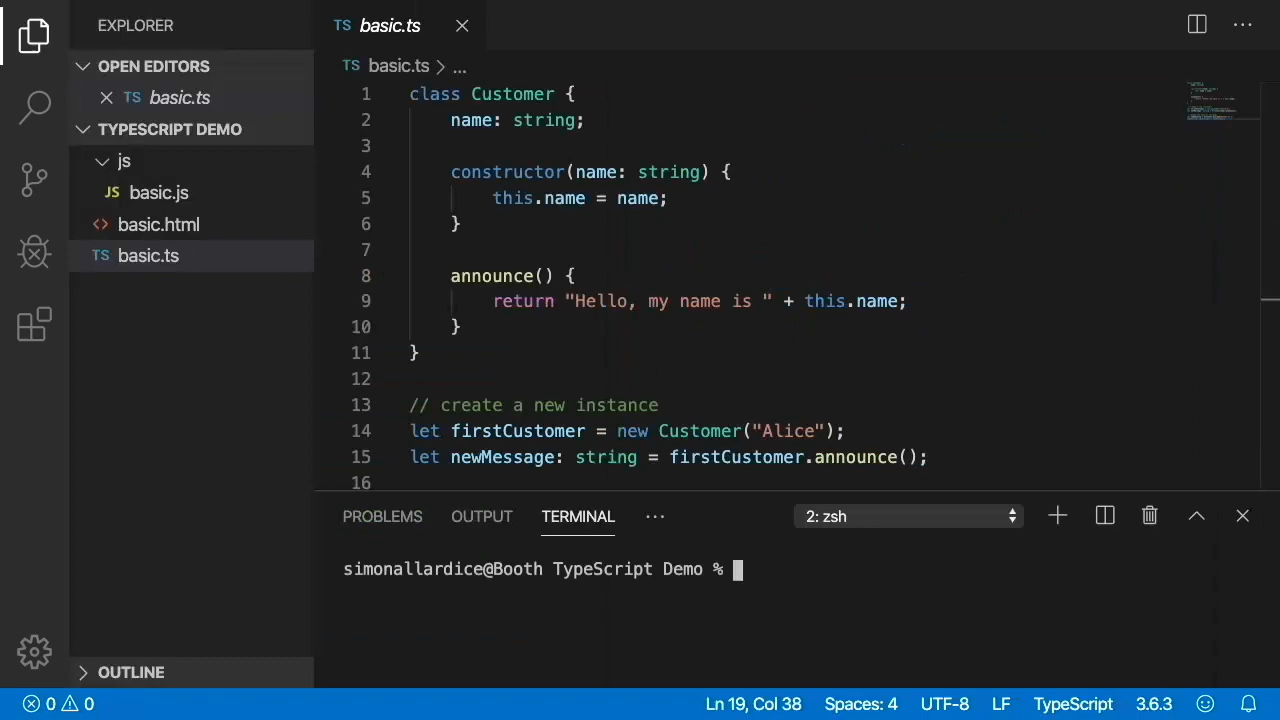 EXPLORER
OPEN EDITORS
TS basic.ts
TYPESCRIPT DEMO
js
JS basic.js
basic.html
TS basic.ts
OUTLINE
TS basic.ts
TS basic.ts > ...
1 class Customer {
2 name: string;
3
4 constructor(name: string) {
5 this.name = name;
6 }
7
8 announce() {
9 return "Hello, my name is " + this.name;
10 }
11 }
12
13 // create a new instance
14 let firstCustomer = new Customer("Alice");
15 let newMessage: string = firstCustomer.announce();
16
PROBLEMS OUTPUT TERMINAL ... 2: zsh
simonallardice@Booth TypeScript Demo %
0 0 Ln 19, Col 38 Spaces: 4 UTF-8 LF TypeScript 3.6.3